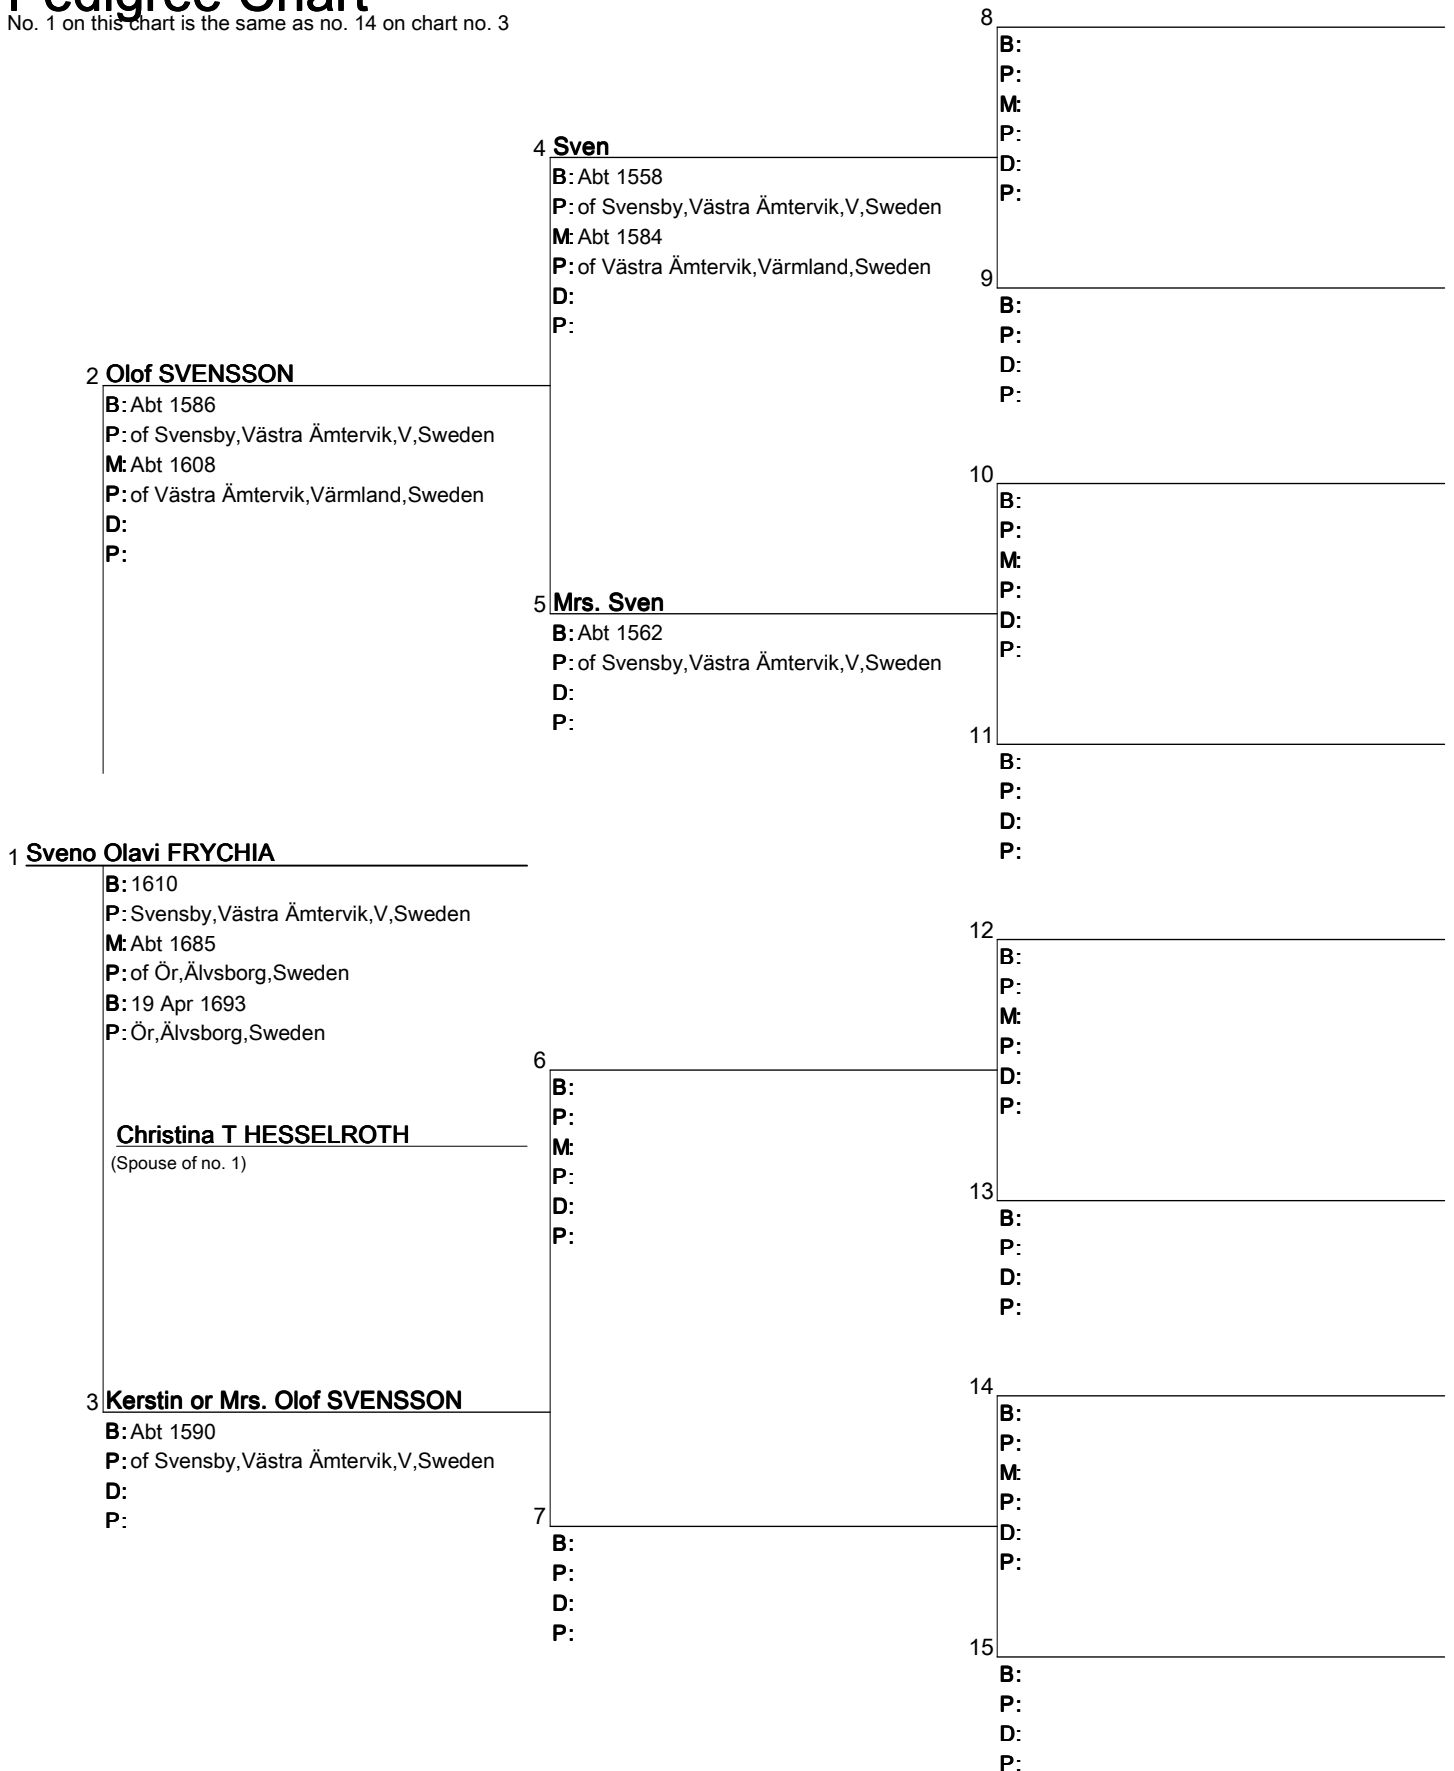 Pedigree Chart
No. 1 on this chart is the same as no. 14 on chart no. 3
8
B:
P:
M:
P:
D:
P:
4 Sven
B: Abt 1558
P: of Svensby,Västra Ämtervik,V,Sweden
M: Abt 1584
P: of Västra Ämtervik,Värmland,Sweden
D:
P:
9
B:
P:
D:
P:
2 Olof SVENSSON
B: Abt 1586
P: of Svensby,Västra Ämtervik,V,Sweden
M: Abt 1608
P: of Västra Ämtervik,Värmland,Sweden
D:
P:
10
B:
P:
M:
P:
D:
P:
5 Mrs. Sven
B: Abt 1562
P: of Svensby,Västra Ämtervik,V,Sweden
D:
P:
11
B:
P:
D:
P:
1 Sveno Olavi FRYCHIA
B: 1610
P: Svensby,Västra Ämtervik,V,Sweden
M: Abt 1685
P: of Ör,Älvsborg,Sweden
B: 19 Apr 1693
P: Ör,Älvsborg,Sweden
Christina T HESSELROTH
(Spouse of no. 1)
12
B:
P:
M:
P:
D:
P:
6
B:
P:
M:
P:
D:
P:
13
B:
P:
D:
P:
3 Kerstin or Mrs. Olof SVENSSON
B: Abt 1590
P: of Svensby,Västra Ämtervik,V,Sweden
D:
P:
14
B:
P:
M:
P:
D:
P:
7
B:
P:
D:
P:
15
B:
P:
D:
P: